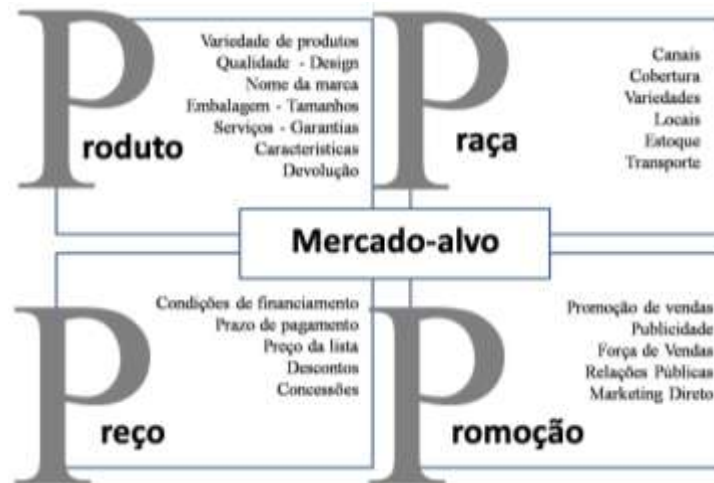 Produto
Variedade de produtos
Qualidade - Design
Nome da marca
Embalagem - Tamanhos
Serviços - Garantias
Características
Devolução
Praça
Canais
Cobertura
Variedades
Locais
Estoque
Transporte
Mercado-alvo
Preço
Condições de financiamento
Prazo de pagamento
Preço da lista
Descontos
Concessões
Promoção
Promoção de vendas
Publicidade
Força de Vendas
Relações Públicas
Marketing Direto